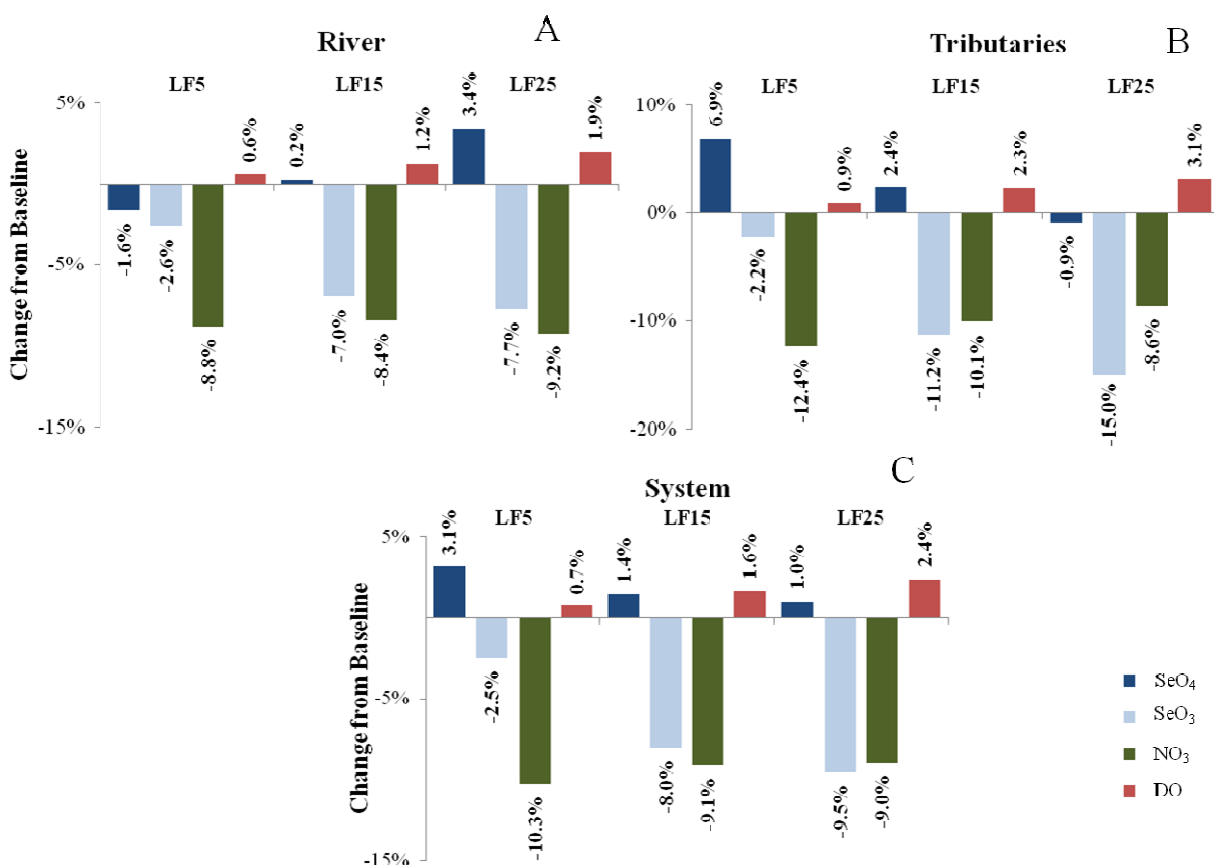 River
A
LF5 LF15 LF25
Change from Baseline
5%
-5%
-15%
-1.6% -2.6% -8.8% 0.6%
0.2% -7.0% -8.4% 1.2%
3.4% -7.7% -9.2% 1.9%
Tributaries
B
LF5 LF15 LF25
10%
0%
-10%
-20%
6.9% -2.2% -12.4% 0.9%
2.4% -11.2% -10.1% 2.3%
-0.9% -15.0% -8.6% 3.1%
System
C
LF5 LF15 LF25
Change from Baseline
5%
-5%
-15%
3.1% -2.5% -10.3% 0.7%
1.4% -8.0% -9.1% 1.6%
1.0% -9.5% -9.0% 2.4%
SeO₄
SeO₃
NO₃
DO